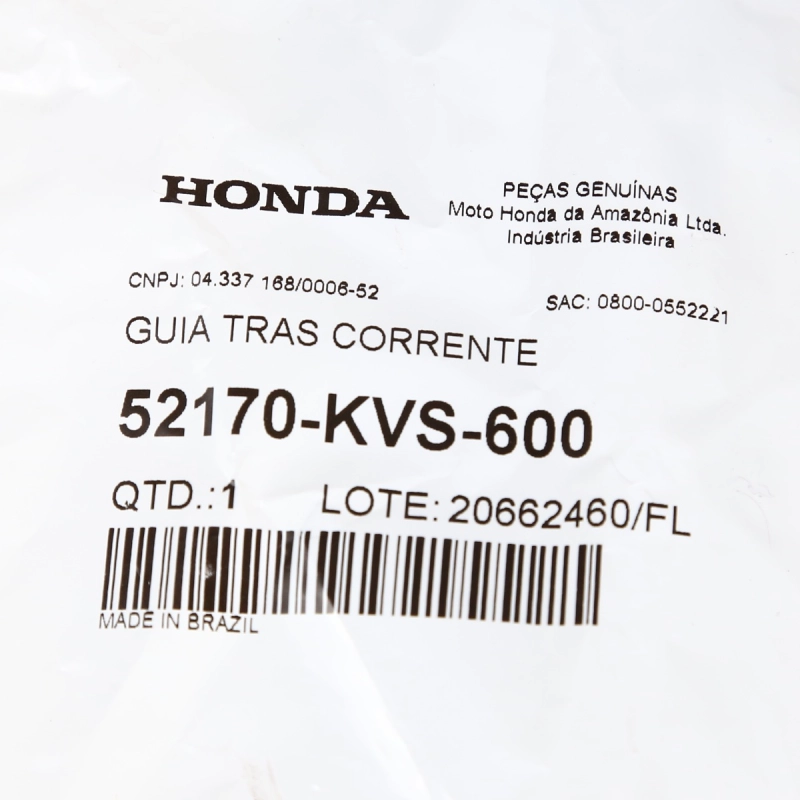 HONDA
PEÇAS GENUÍNAS
Moto Honda da Amazônia Ltda.
Indústria Brasileira
CNPJ: 04.337 168/0006-52
SAC: 0800-0552221
GUIA TRAS CORRENTE
52170-KVS-600
QTD.:1 LOTE: 20662460/FL
MADE IN BRAZIL